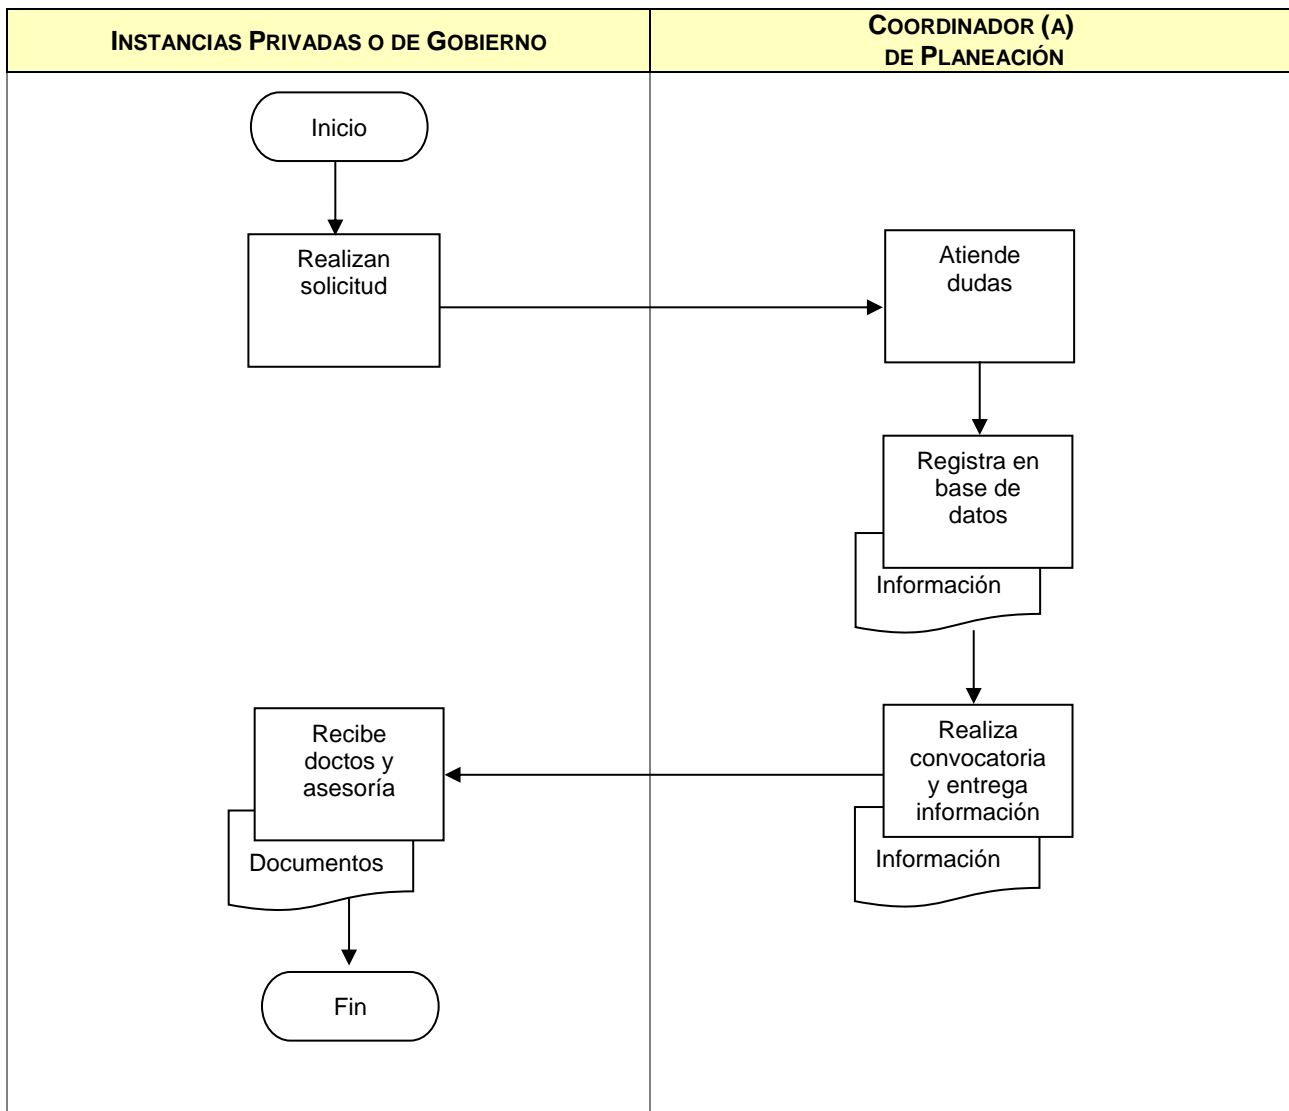 INSTANCIAS PRIVADAS O DE GOBIERNO
COORDINADOR (A)
DE PLANEACIÓN
Inicio
Realizan
solicitud
Atiende
dudas
Registra en
base de
datos
Información
Realiza
convocatoria
y entrega
información
Información
Recibe
doctos y
asesoría
Documentos
Fin